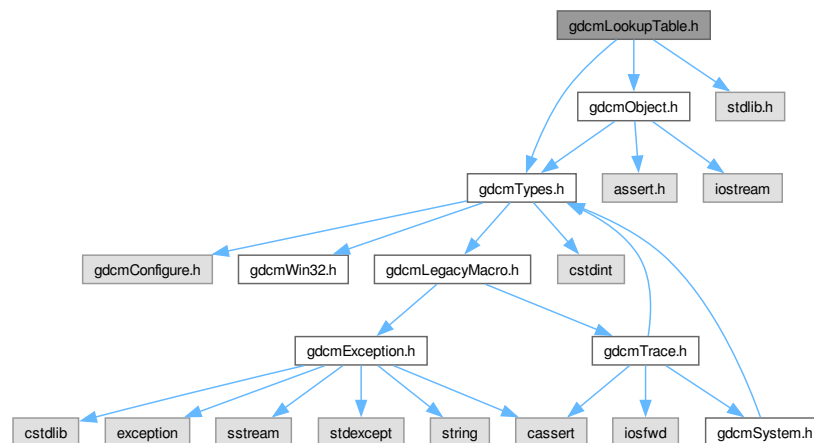 gdcmLookupTable.h
gdcmObject.h
stdlib.h
gdcmTypes.h
assert.h
iostream
gdcmConfigure.h
gdcmWin32.h
gdcmLegacyMacro.h
cstdint
gdcmException.h
gdcmTrace.h
cstdlib
exception
sstream
stdexcept
string
cassert
iosfwd
gdcmSystem.h